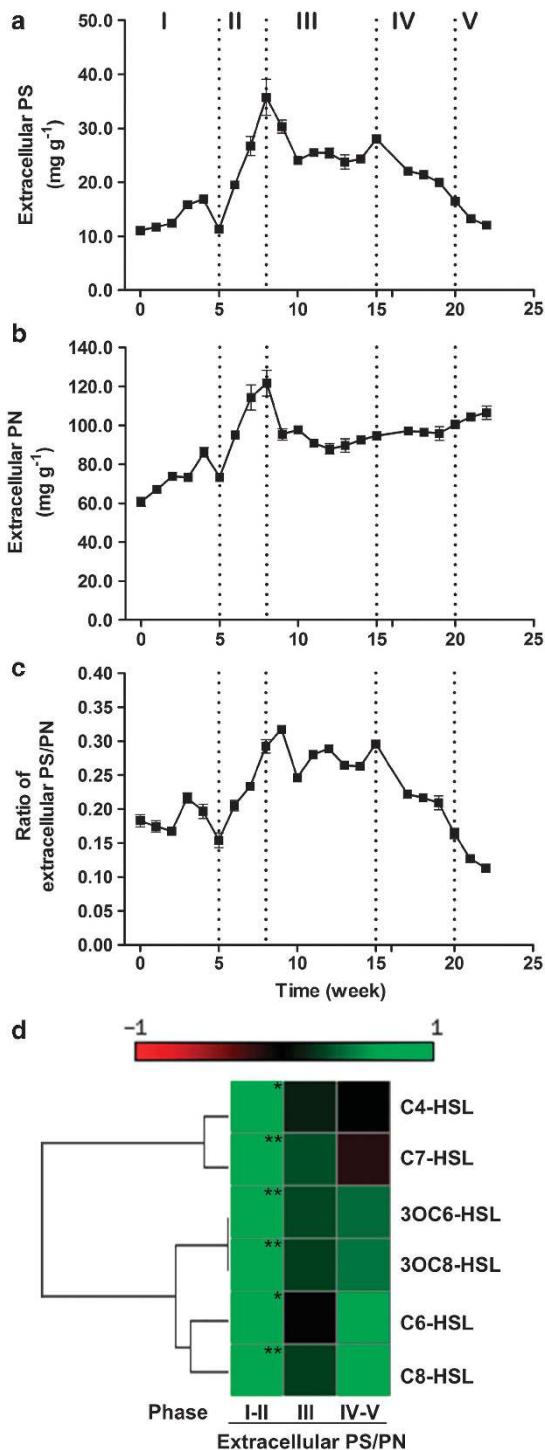 a
I II III IV V
50.0
40.0
30.0
20.0
10.0
0.0
Extracellular PS
(mg g⁻¹)
0 5 10 15 20 25
b
140.0
120.0
100.0
80.0
60.0
40.0
20.0
0.0
Extracellular PN
(mg g⁻¹)
0 5 10 15 20 25
c
0.40
0.35
0.30
0.25
0.20
0.15
0.10
0.05
0.00
Ratio of
extracellular PS/PN
0 5 10 15 20 25
Time (week)
d
−1 1
* C4-HSL
** C7-HSL
** 3OC6-HSL
** 3OC8-HSL
* C6-HSL
** C8-HSL
Phase I-II III IV-V
Extracellular PS/PN